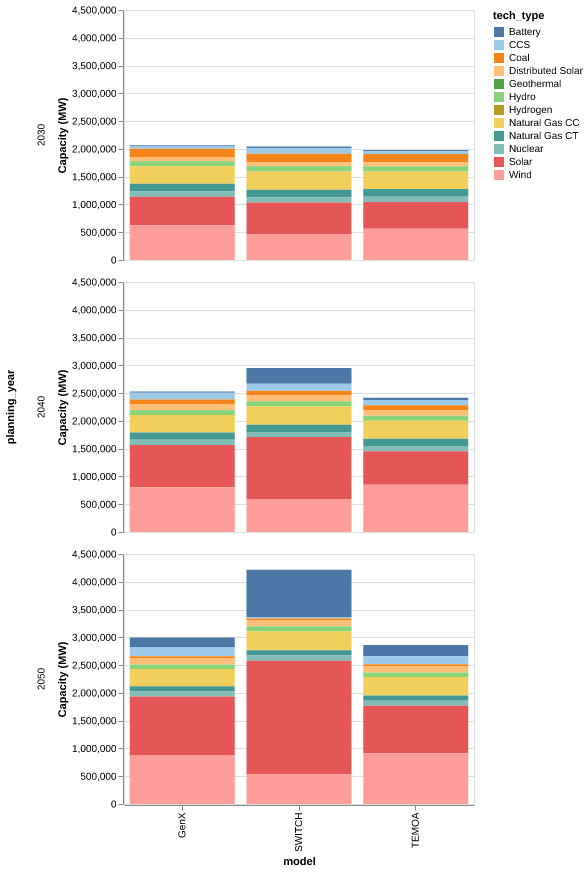 planning_year
2030
Capacity (MW)
4,500,000
4,000,000
3,500,000
3,000,000
2,500,000
2,000,000
1,500,000
1,000,000
500,000
0
2040
Capacity (MW)
4,500,000
4,000,000
3,500,000
3,000,000
2,500,000
2,000,000
1,500,000
1,000,000
500,000
0
2050
Capacity (MW)
4,500,000
4,000,000
3,500,000
3,000,000
2,500,000
2,000,000
1,500,000
1,000,000
500,000
0
GenX
SWITCH
TEMOA
model
tech_type
Battery
CCS
Coal
Distributed Solar
Geothermal
Hydro
Hydrogen
Natural Gas CC
Natural Gas CT
Nuclear
Solar
Wind